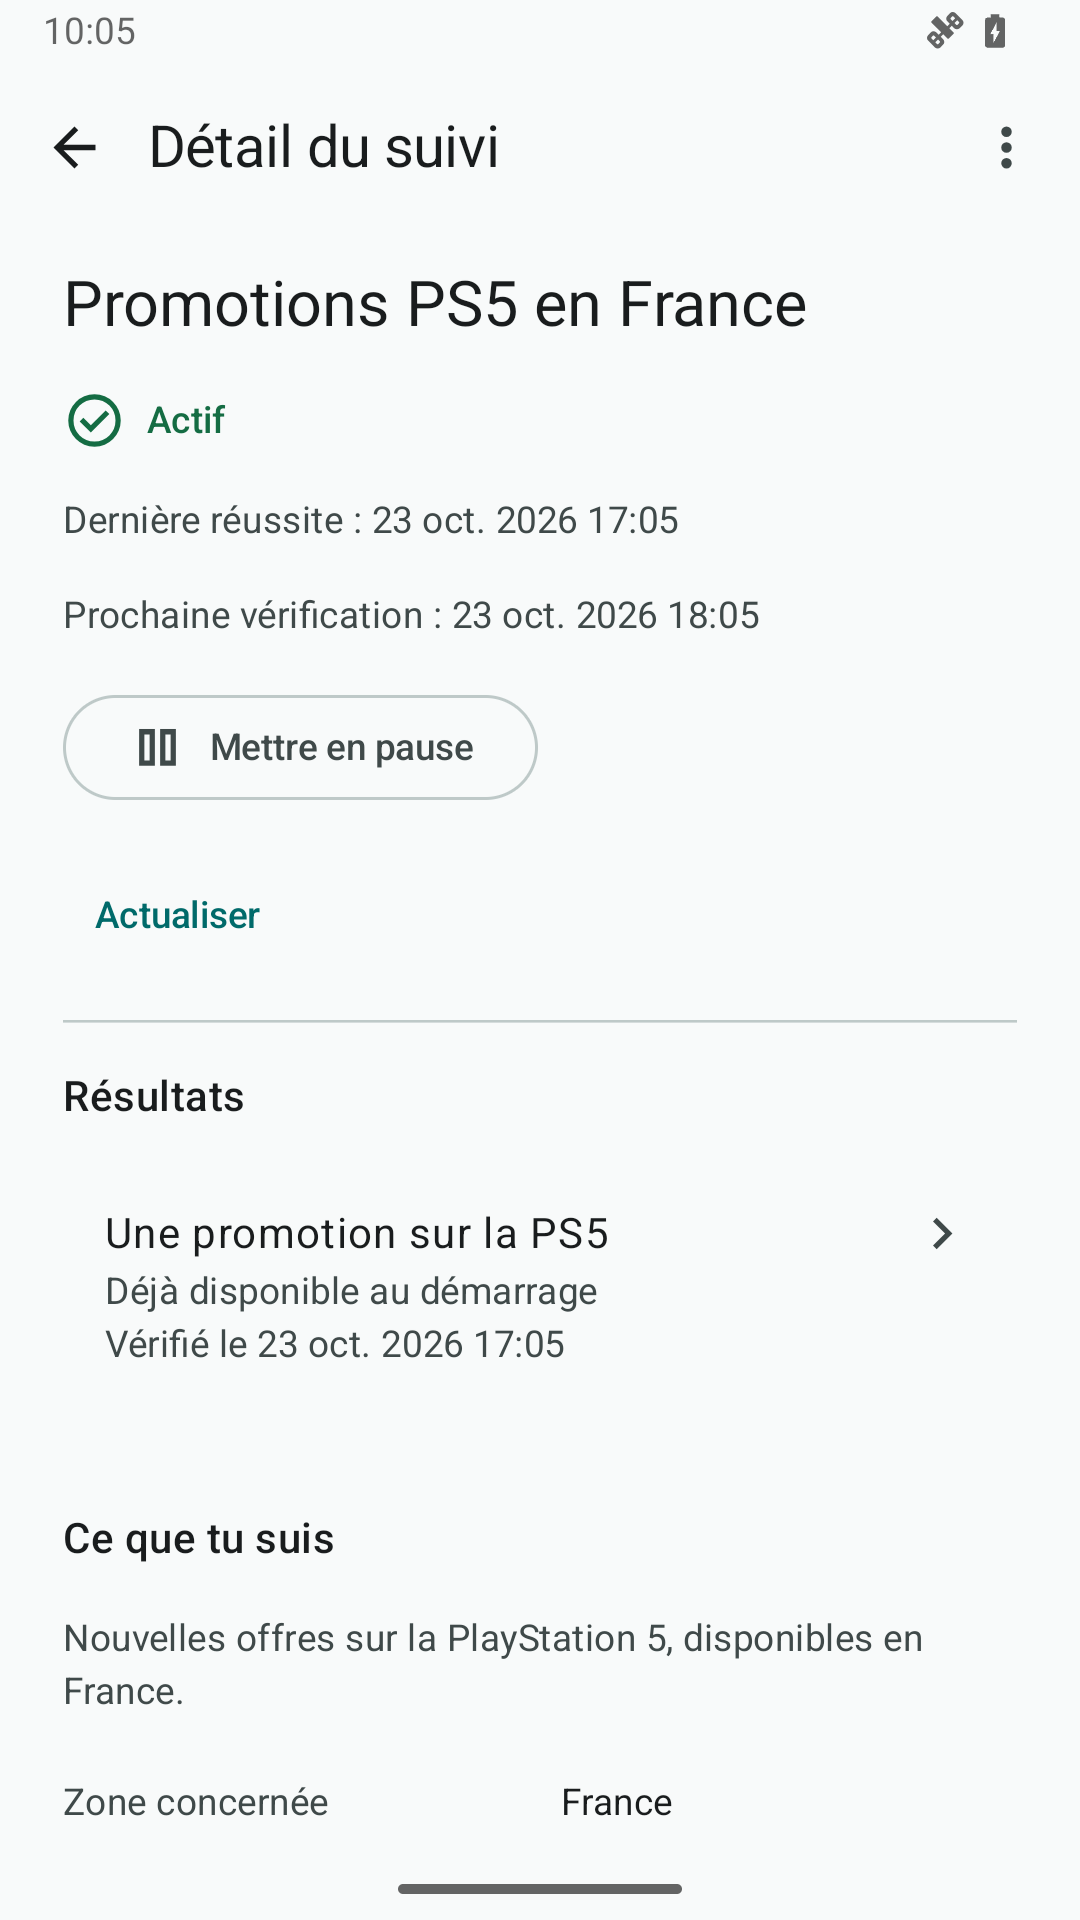 10:05
Détail du suivi
Promotions PS5 en France
Actif
Dernière réussite : 23 oct. 2026 17:05
Prochaine vérification : 23 oct. 2026 18:05
Mettre en pause
Actualiser
Résultats
Une promotion sur la PS5
Déjà disponible au démarrage
Vérifié le 23 oct. 2026 17:05
Ce que tu suis
Nouvelles offres sur la PlayStation 5, disponibles en
France.
Zone concernée France